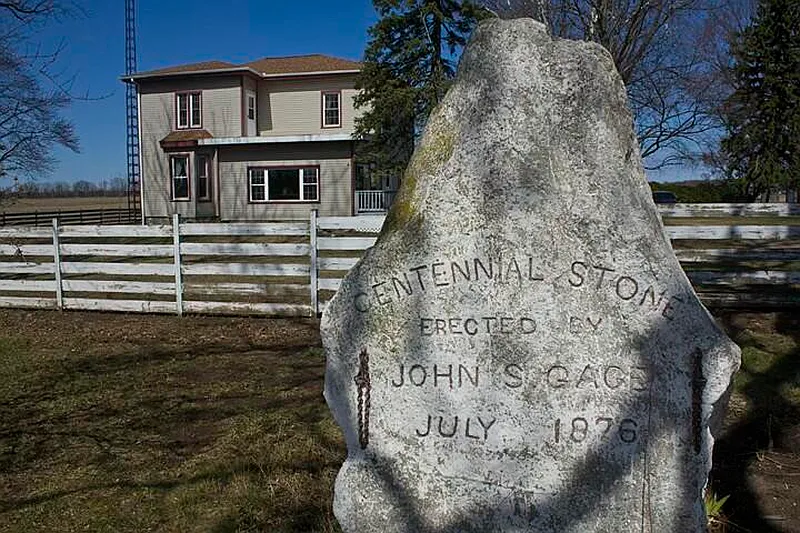 CENTENNIAL STONE
ERECTED BY
JOHN S GAGE
JULY 1876